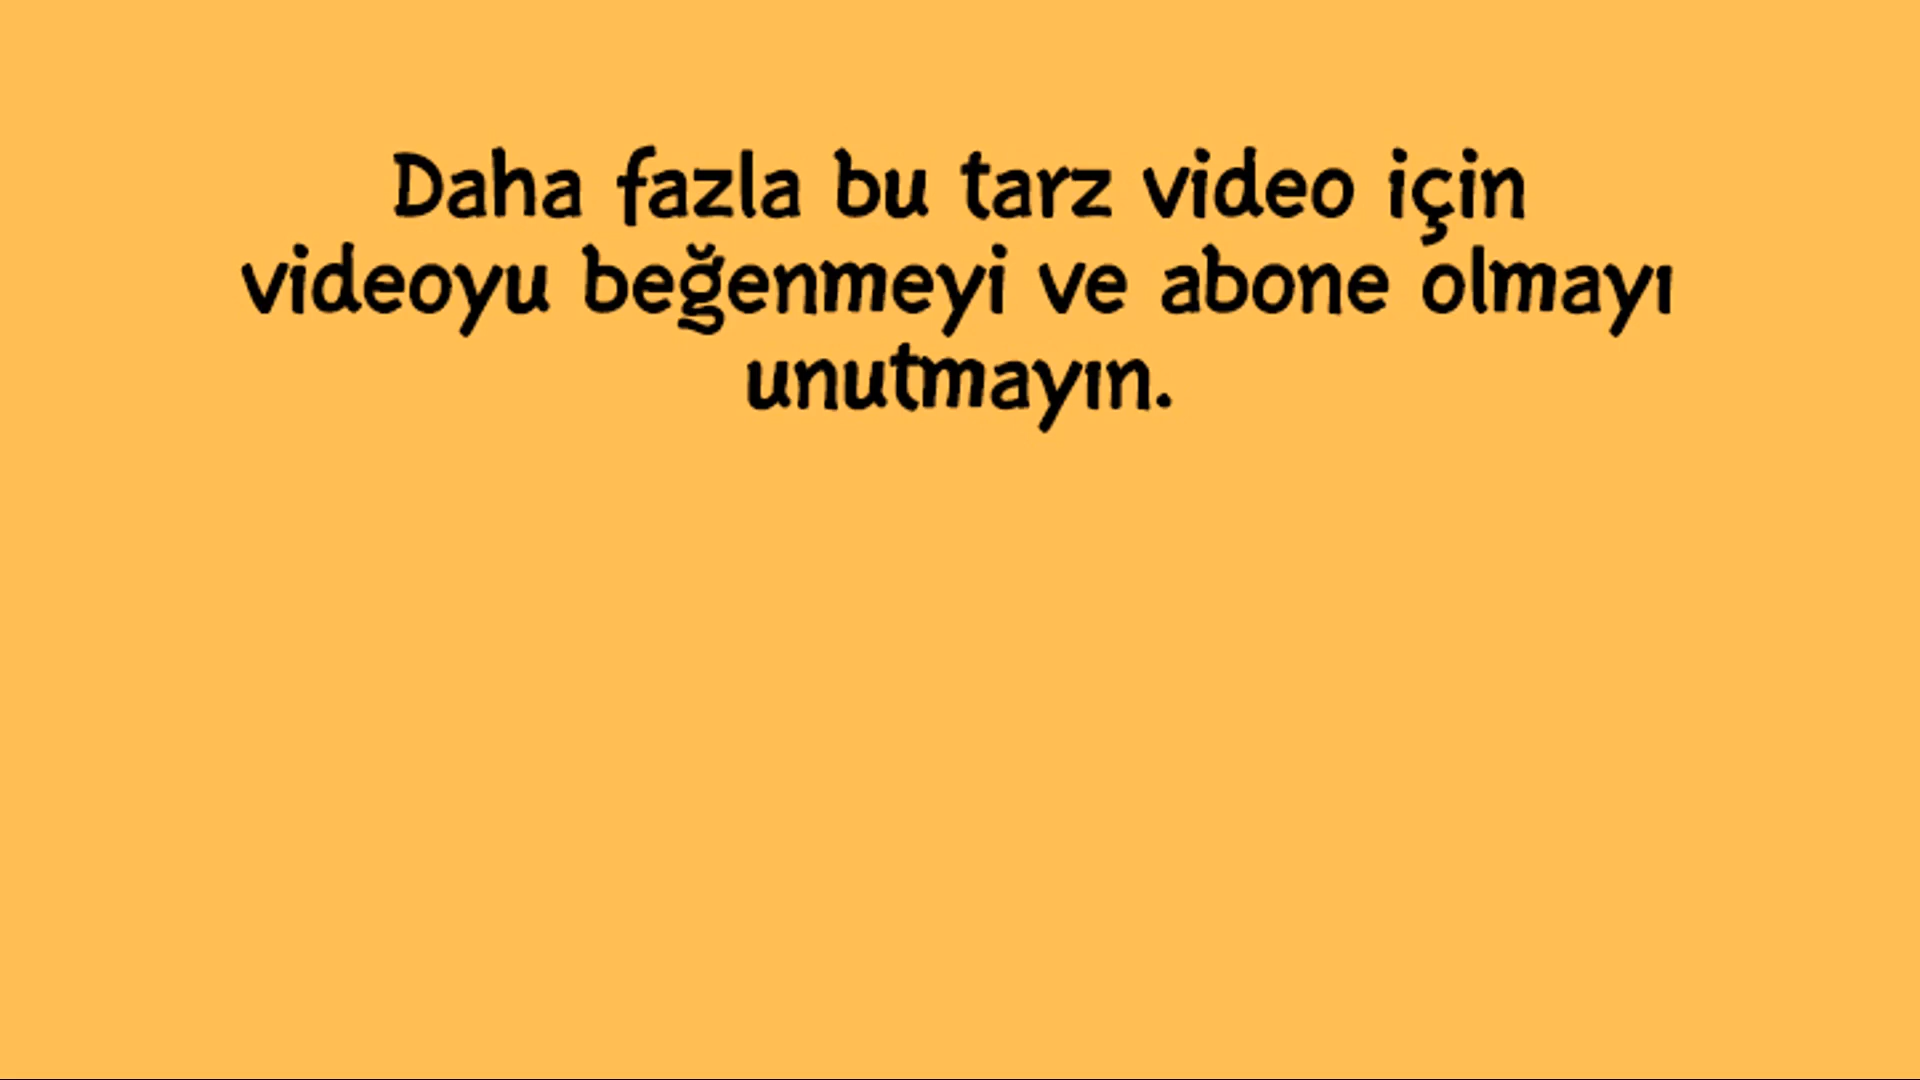 Daha fazla bu tarz video için
videoyu beğenmeyi ve abone olmayı
unutmayın.